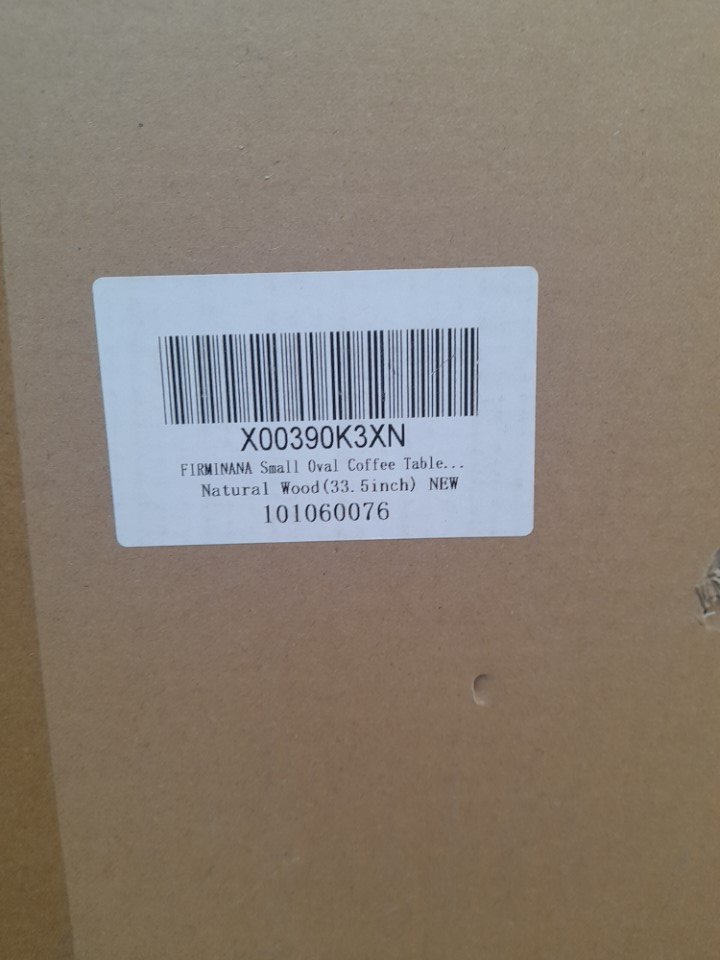 X00390K3XN
FIRMINANA Small Oval Coffee Table...
Natural Wood(33.5inch) NEW
101060076